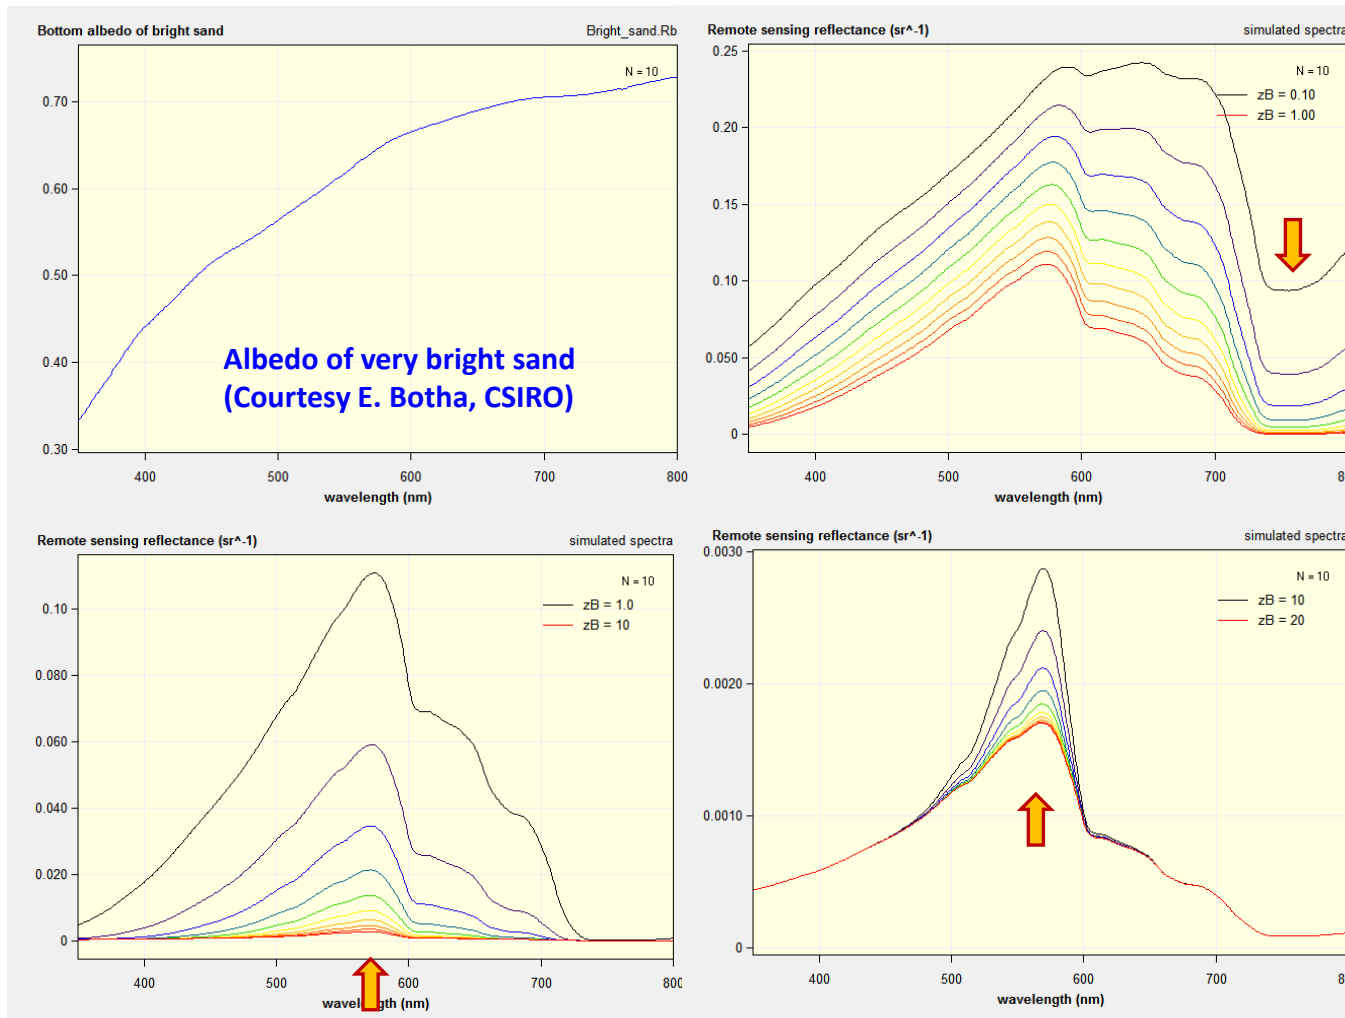 Bottom albedo of bright sand
Bright_sand.Rb
N = 10
0.70
0.60
0.50
0.40
0.30
Albedo of very bright sand
(Courtesy E. Botha, CSIRO)
400
500
600
700
800
wavelength (nm)
Remote sensing reflectance (sr^-1)
simulated spectra
N = 10
zB = 0.10
zB = 1.00
0.25
0.20
0.15
0.10
0.050
0
400
500
600
700
8
wavelength (nm)
Remote sensing reflectance (sr^-1)
simulated spectra
N = 10
zB = 1.0
zB = 10
0.10
0.080
0.060
0.040
0.020
0
400
500
600
700
800
wavelength (nm)
Remote sensing reflectance (sr^-1)
simulated spectra
N = 10
zB = 10
zB = 20
0.0030
0.0020
0.0010
0
400
500
600
700
8
wavelength (nm)